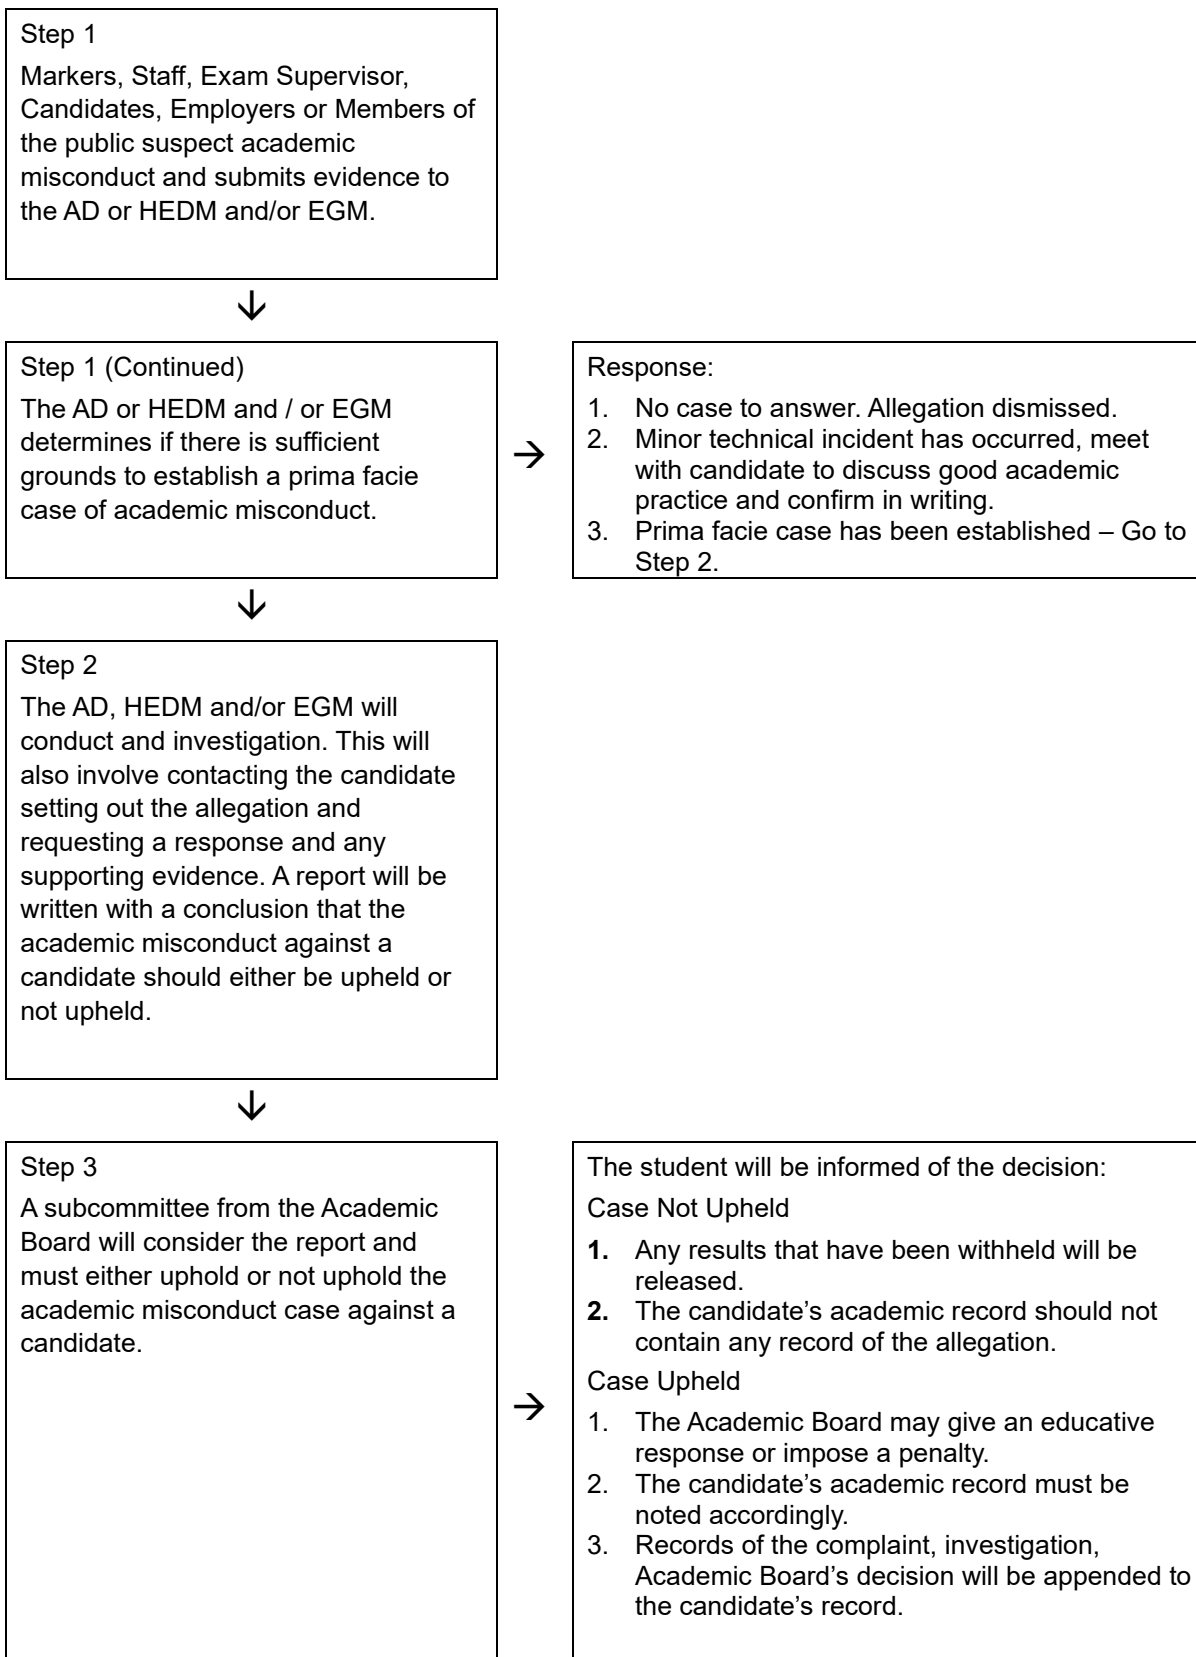 Step 1
Markers, Staff, Exam Supervisor,
Candidates, Employers or Members of
the public suspect academic
misconduct and submits evidence to
the AD or HEDM and/or EGM.
↓
Step 1 (Continued)
The AD or HEDM and / or EGM
determines if there is sufficient
grounds to establish a prima facie
case of academic misconduct.
→
Response:
1. No case to answer. Allegation dismissed.
2. Minor technical incident has occurred, meet
with candidate to discuss good academic
practice and confirm in writing.
3. Prima facie case has been established – Go to
Step 2.
↓
Step 2
The AD, HEDM and/or EGM will
conduct and investigation. This will
also involve contacting the candidate
setting out the allegation and
requesting a response and any
supporting evidence. A report will be
written with a conclusion that the
academic misconduct against a
candidate should either be upheld or
not upheld.
↓
Step 3
A subcommittee from the Academic
Board will consider the report and
must either uphold or not uphold the
academic misconduct case against a
candidate.
→
The student will be informed of the decision:
Case Not Upheld
1. Any results that have been withheld will be
released.
2. The candidate’s academic record should not
contain any record of the allegation.
Case Upheld
1. The Academic Board may give an educative
response or impose a penalty.
2. The candidate’s academic record must be
noted accordingly.
3. Records of the complaint, investigation,
Academic Board’s decision will be appended to
the candidate’s record.